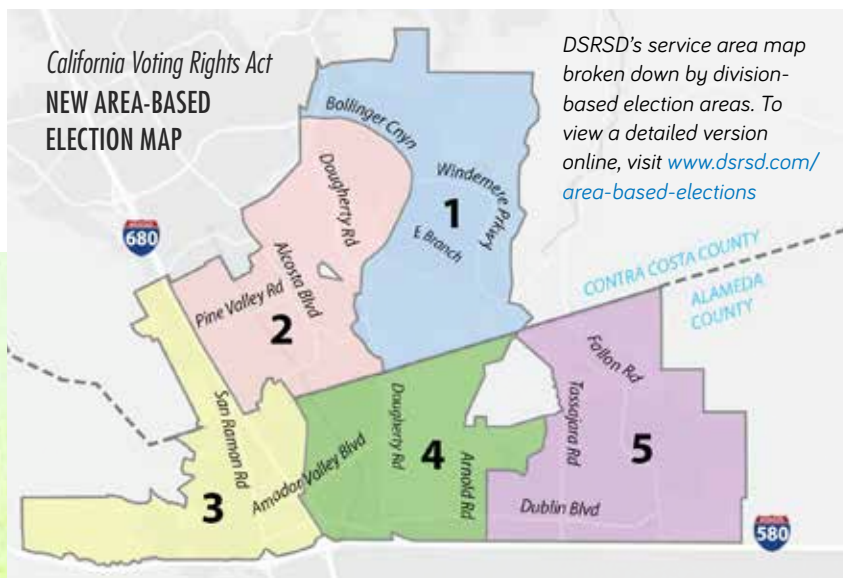 California Voting Rights Act
NEW AREA-BASED
ELECTION MAP
DSRSD's service area map
broken down by division-
based election areas. To
view a detailed version
online, visit www.dsrsd.com/
area-based-elections
Bollinger Cnyn
Dougherty Rd
Windemere Prkwy
1
E Branch
680
Alcosta Blvd
Pine Valley Rd
2
CONTRA COSTA COUNTY
ALAMEDA
COUNTY
Fallon Rd
San Ramon Rd
Dougherty Rd
Tassajara Rd
Amador Valley Blvd
4
Arnold Rd
5
3
Dublin Blvd
580